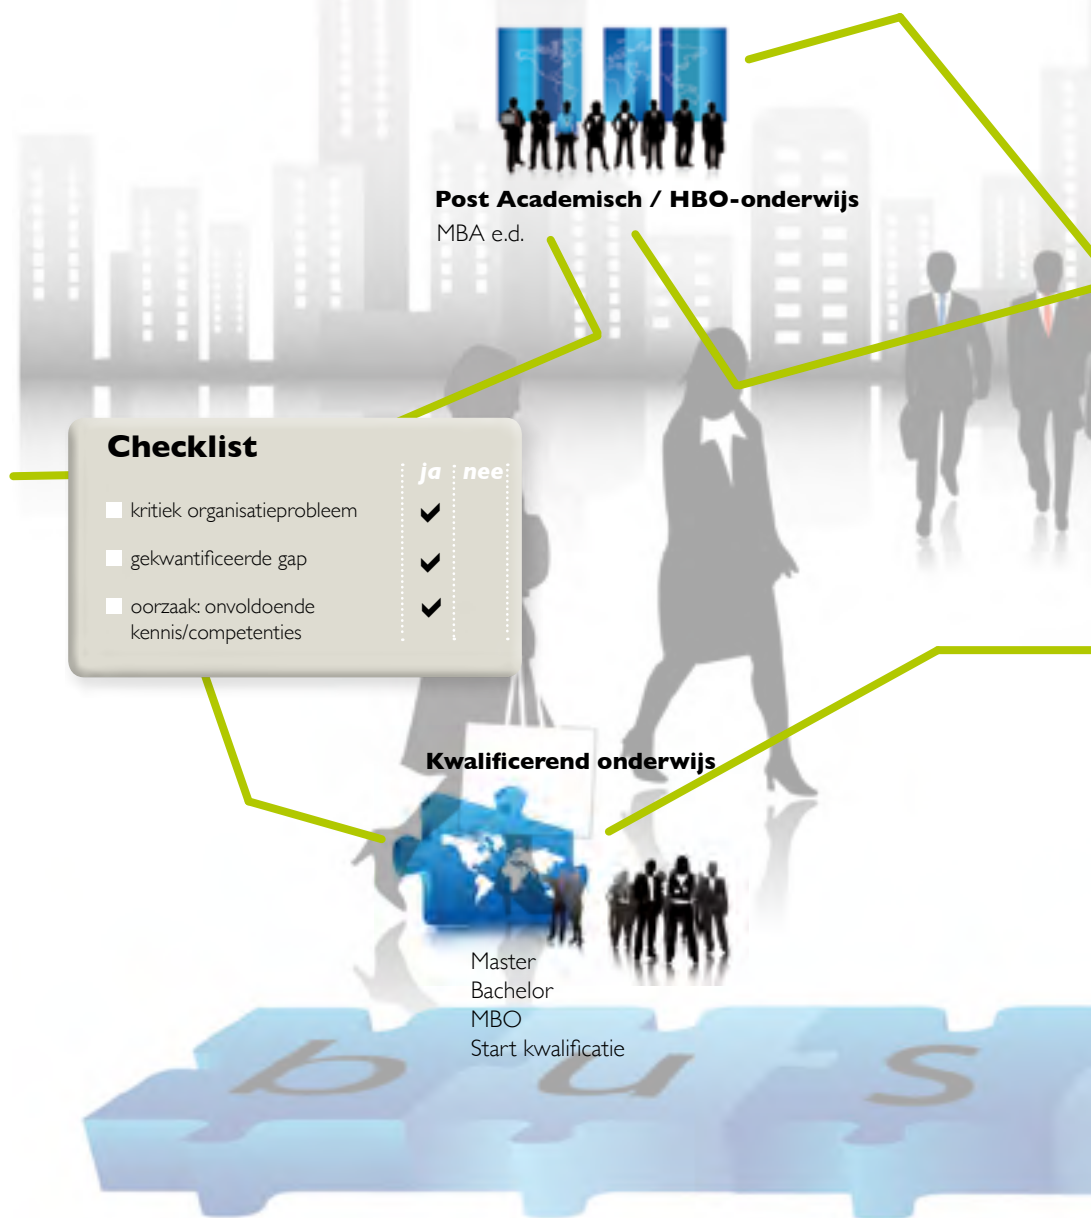 Post Academisch / HBO-onderwijs
MBA e.d.
Checklist
ja nee
kritiek organisatieprobleem
gekwantificeerde gap
oorzaak: onvoldoende
kennis/competenties
Kwalificerend onderwijs
Master
Bachelor
MBO
Start kwalificatie
bus